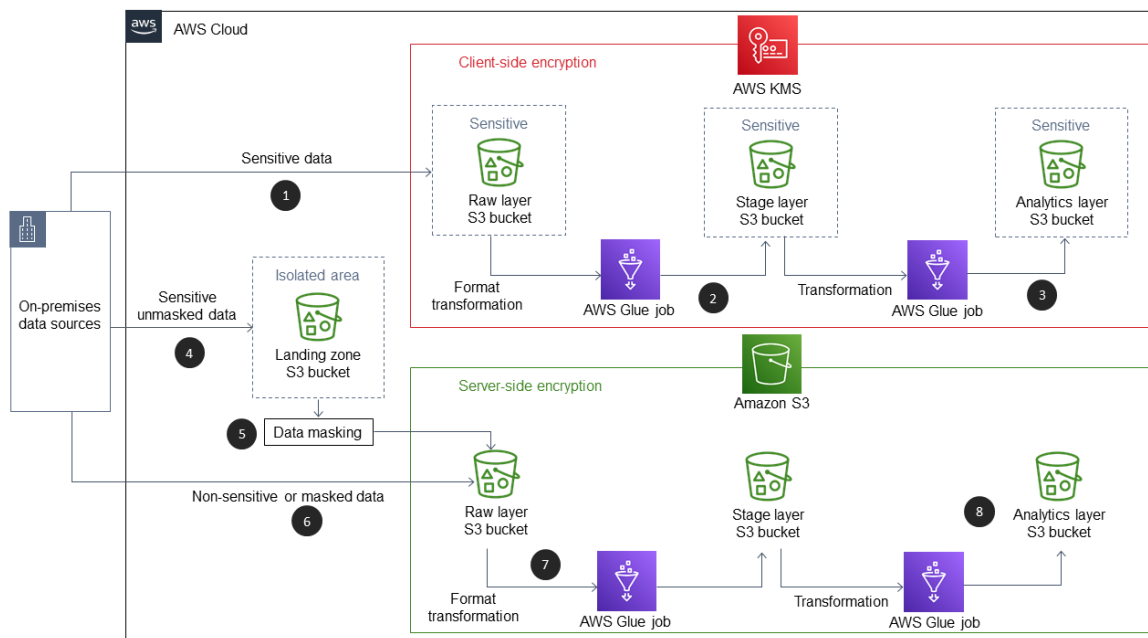 aws
AWS Cloud
Client-side encryption
AWS KMS
Sensitive
Raw layer
S3 bucket
Sensitive
Stage layer
S3 bucket
Sensitive
Analytics layer
S3 bucket
Sensitive data
1
Format
transformation
AWS Glue job
2
Transformation
AWS Glue job
3
On-premises
data sources
Sensitive
unmasked data
4
Isolated area
Landing zone
S3 bucket
5
Data masking
Server-side encryption
Amazon S3
Non-sensitive or masked data
6
Raw layer
S3 bucket
Stage layer
S3 bucket
8
Analytics layer
S3 bucket
7
Format
transformation
AWS Glue job
Transformation
AWS Glue job